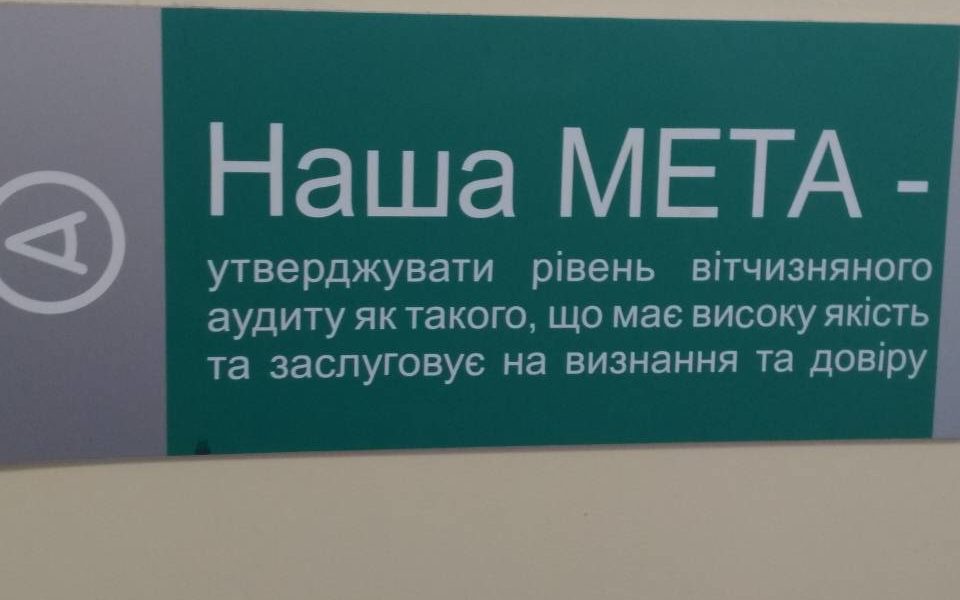 Наша МЕТА -
утверджувати рівень вітчизняного
аудиту як такого, що має високу якість
та заслуговує на визнання та довіру
A